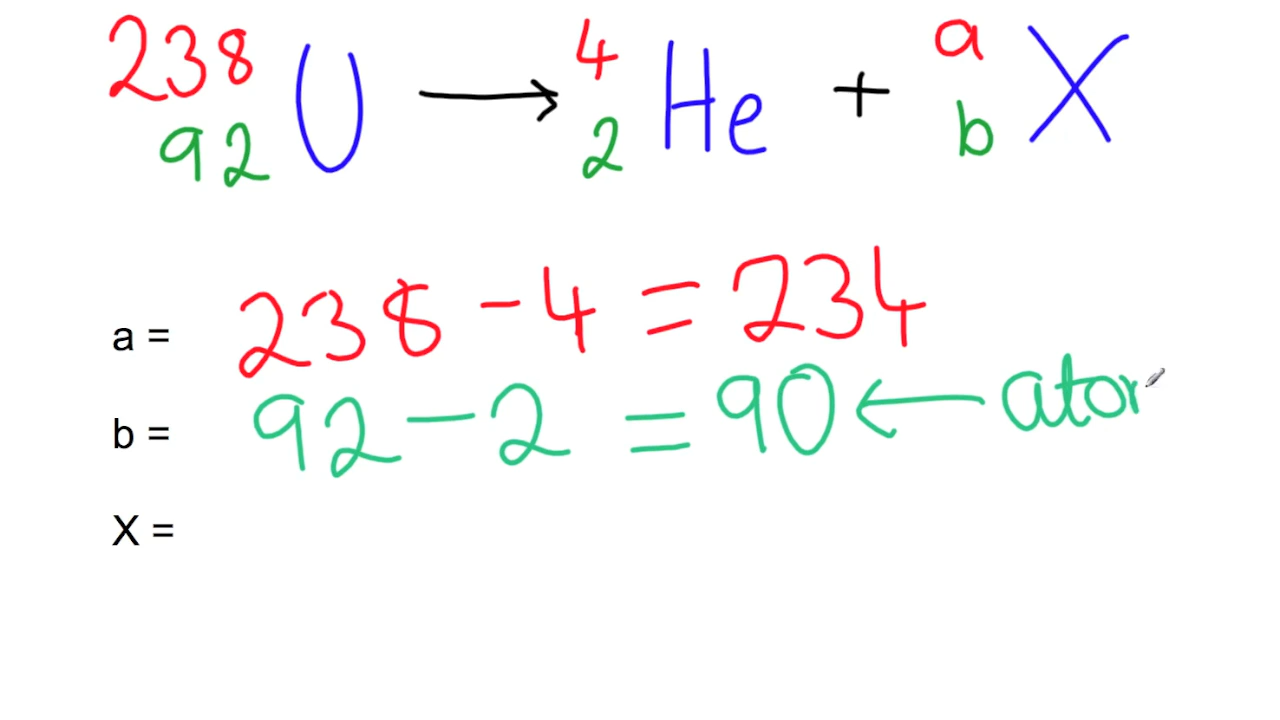 238 92 U → 4 2 He + a b X
a = 238 - 4 = 234
b = 92 - 2 = 90 ← ator
X =